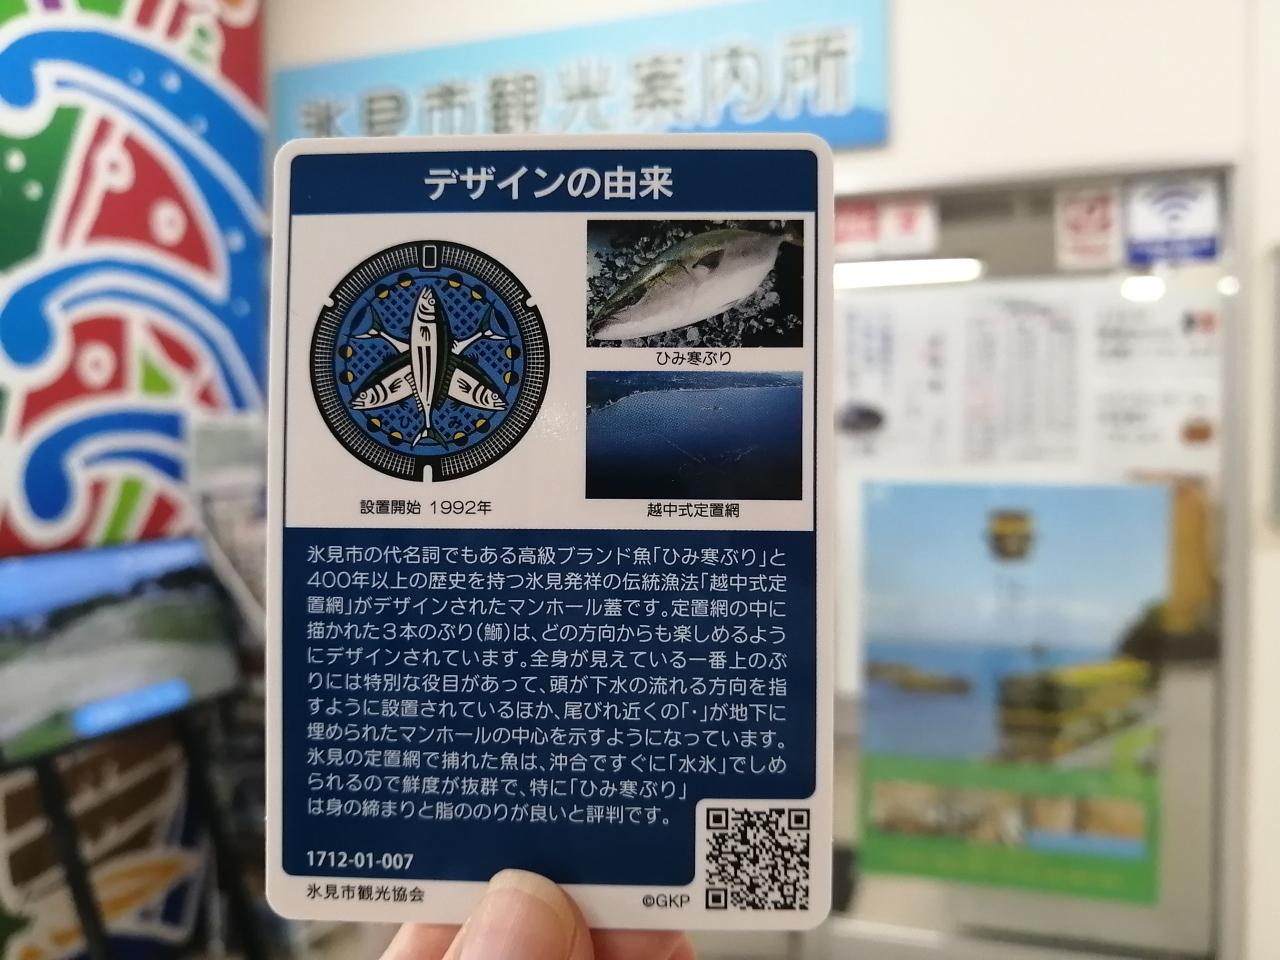 氷見市観光案内所
デザインの由来
ひみ寒ぶり
設置開始 1992年
越中式定置網
氷見市の代名詞でもある高級ブランド魚「ひみ寒ぶり」と
400年以上の歴史を持つ氷見発祥の伝統漁法「越中式定
置網」がデザインされたマンホール蓋です。定置網の中に
描かれた3本のぶり(鰤)は、どの方向からも楽しめるよう
にデザインされています。全身が見えている一番上のぶ
りには特別な役目があって、頭が下水の流れる方向を指
すように設置されているほか、尾びれ近くの「・」が地下に
埋められたマンホールの中心を示すようになっています。
氷見の定置網で捕れた魚は、沖合ですぐに「水氷」でしめ
られるので鮮度が抜群で、特に「ひみ寒ぶり」
は身の締まりと脂ののりが良いと評判です。
1712-01-007
氷見市観光協会
©GKP